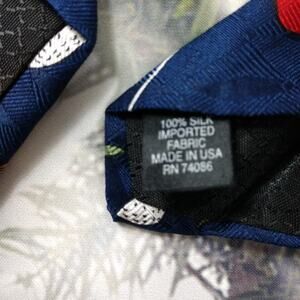 100% SILK
IMPORTED
FABRIC
MADE IN USA
RN 74086